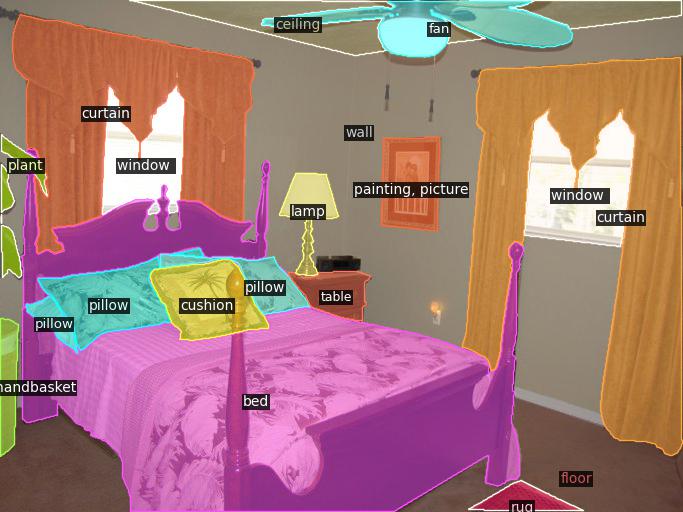 ceiling
fan
curtain
wall
plant
window
painting, picture
window
lamp
curtain
pillow
table
pillow
cushion
pillow
handbasket
bed
floor
rug